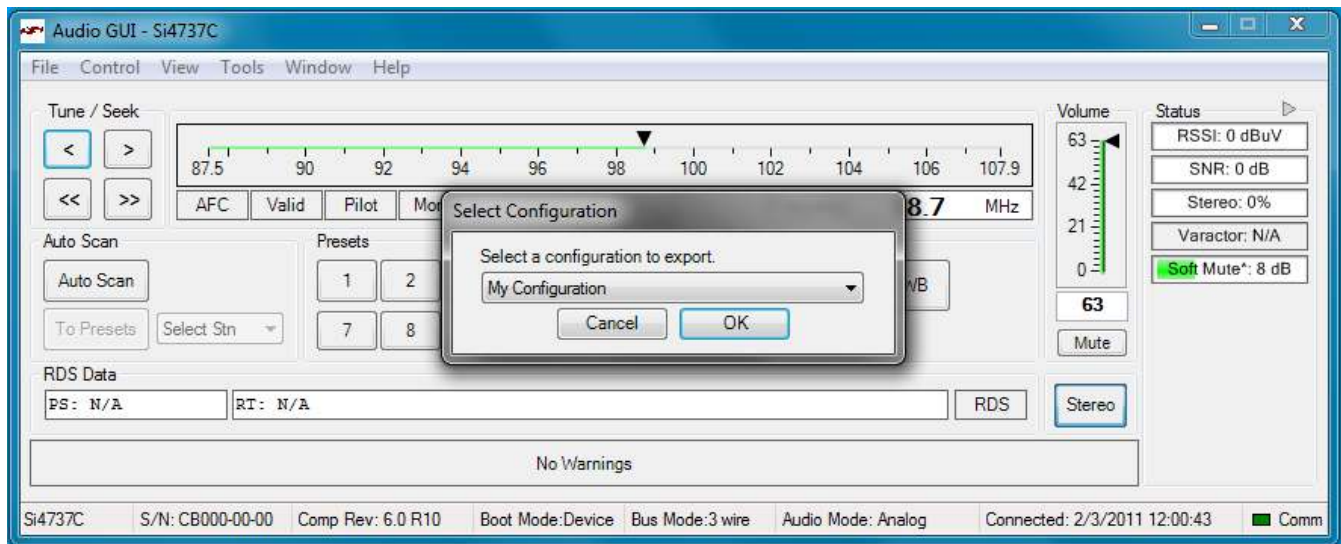 Audio GUI - Si4737C
File Control View Tools Window Help
Tune / Seek
< >
<< >>
87.5 90 92 94 96 98 100 102 104 106 107.9
AFC Valid Pilot 8.7 MHz
Select Configuration
Select a configuration to export.
My Configuration
Cancel OK
Auto Scan
Auto Scan
To Presets Select Stn
Presets
1 2
7 8
WB
Volume
63
42
21
0
63
Mute
Status
RSSI: 0 dBuV
SNR: 0 dB
Stereo: 0%
Varactor: N/A
Soft Mute^: 8 dB
RDS Data
PS: N/A RT: N/A RDS
Stereo
No Warnings
Si4737C S/N: CB000-00-00 Comp Rev: 6.0 R10 Boot Mode:Device Bus Mode:3 wire Audio Mode: Analog Connected: 2/3/2011 12:00:43 Comm